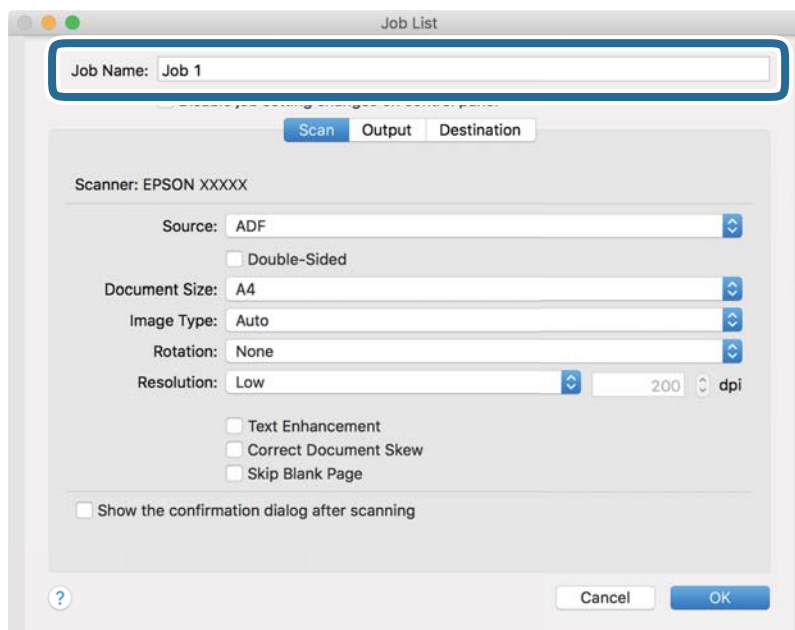 Job List
Job Name: Job 1
Scan Output Destination
Scanner: EPSON XXXXX
Source: ADF
Double-Sided
Document Size: A4
Image Type: Auto
Rotation: None
Resolution: Low 200 dpi
Text Enhancement
Correct Document Skew
Skip Blank Page
Show the confirmation dialog after scanning
? Cancel OK